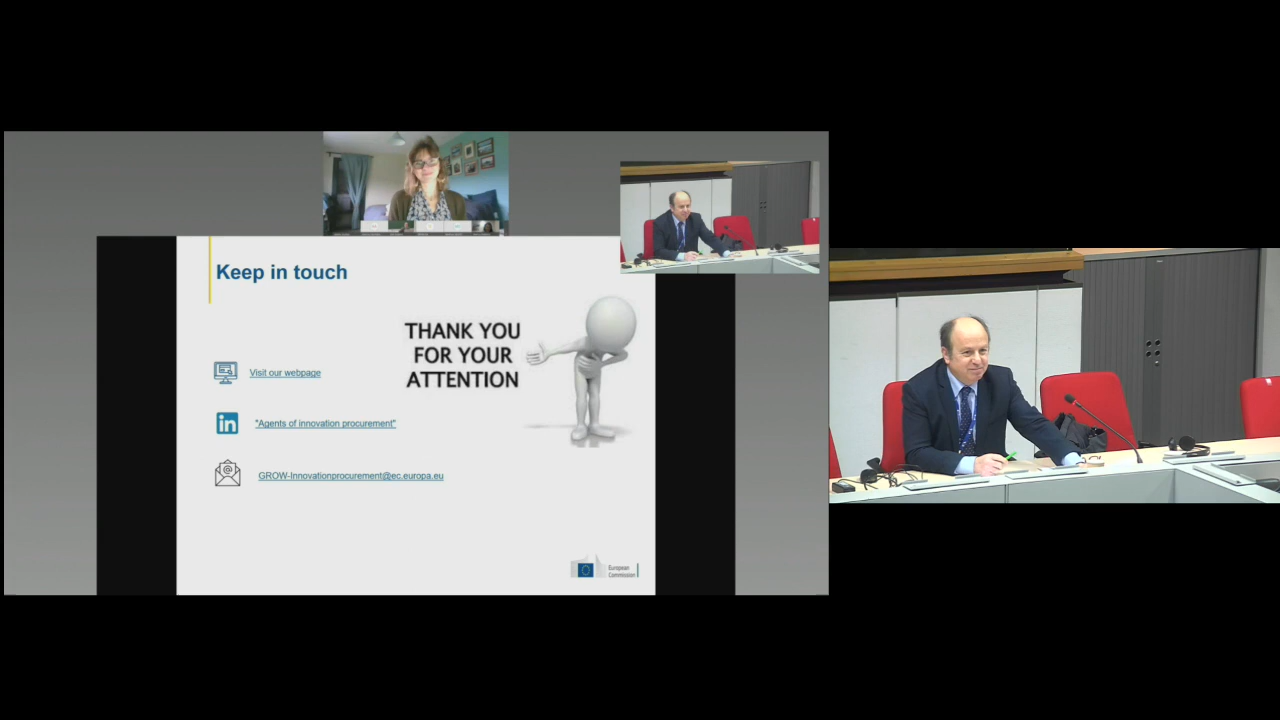 Keep in touch
THANK YOU
FOR YOUR
ATTENTION
Visit our webpage
in
"Agents of innovation procurement"
@
GROW-Innovationprocurement@ec.europa.eu
European
Commission